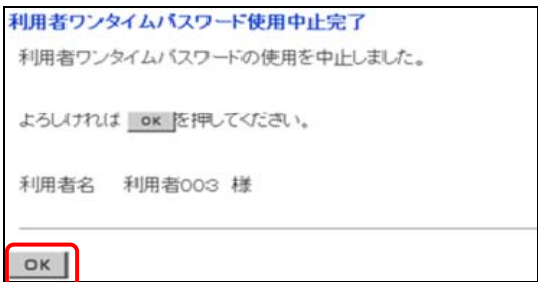 利用者ワンタイムパスワード使用中止完了
利用者ワンタイムパスワードの使用を中止しました。
よろしければ OK を押してください。
利用者名 利用者003 様
OK